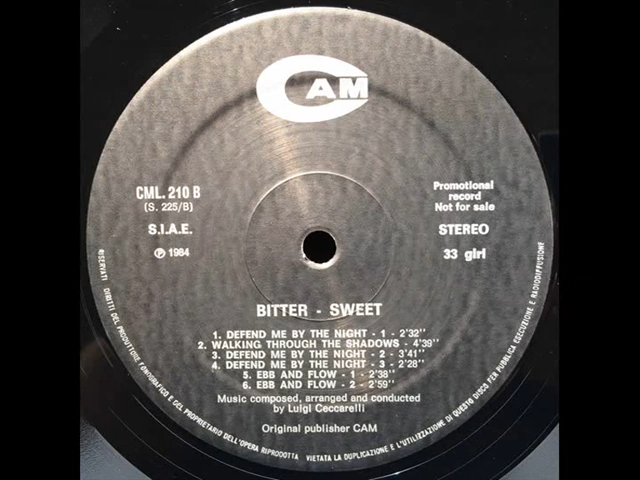 CAM
CML. 210 B
(S. 225/B)
S.I.A.E.
℗ 1984
Promotional
record
Not for sale
STEREO
33 giri
BITTER - SWEET
1. DEFEND ME BY THE NIGHT - 1 - 2'32''
2. WALKING THROUGH THE SHADOWS - 4'39''
3. DEFEND ME BY THE NIGHT - 2 - 3'41''
4. DEFEND ME BY THE NIGHT - 3 - 2'28''
5. EBB AND FLOW - 1 - 2'38''
6. EBB AND FLOW - 2 - 2'59''
Music composed, arranged and conducted
by Luigi Ceccarelli
Original publisher CAM
RISERVATI DIRITTI DEL PRODUTTORE FONOGRAFICO E DEL PROPRIETARIO DELL'OPERA RIPRODOTTA VIETATA LA DUPLICAZIONE E L'UTILIZZAZIONE DI QUESTO DISCO PER PUBBLICA ESECUZIONE E RADIODIFFUSIONE